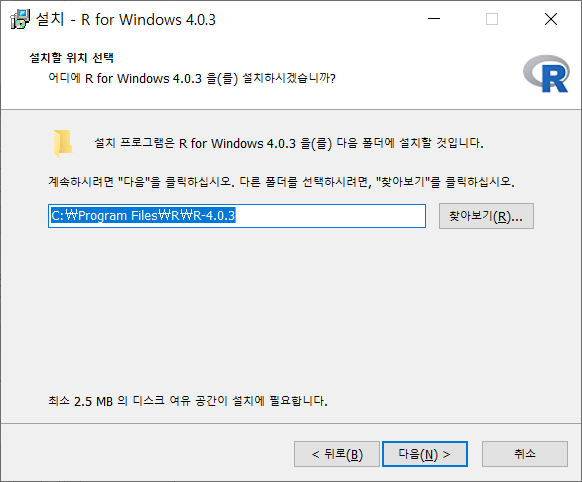 설치 - R for Windows 4.0.3
설치할 위치 선택
어디에 R for Windows 4.0.3 을(를) 설치하시겠습니까?
R
설치 프로그램은 R for Windows 4.0.3 을(를) 다음 폴더에 설치할 것입니다.
계속하시려면 "다음"을 클릭하십시오. 다른 폴더를 선택하시려면, "찾아보기"를 클릭하십시오.
C:₩Program Files₩R₩R-4.0.3
찾아보기(R)...
최소 2.5 MB 의 디스크 여유 공간이 설치에 필요합니다.
< 뒤로(B)
다음(N) >
취소